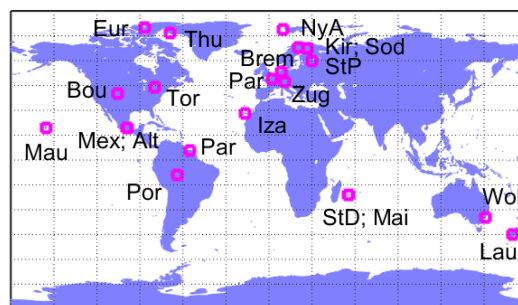 Eur
Thu
NyA
Kir; Sod
Brem
StP
Par
Zug
Bou
Tor
Iza
Mau
Mex; Alt
Par
Por
StD; Mai
Wo
Lau